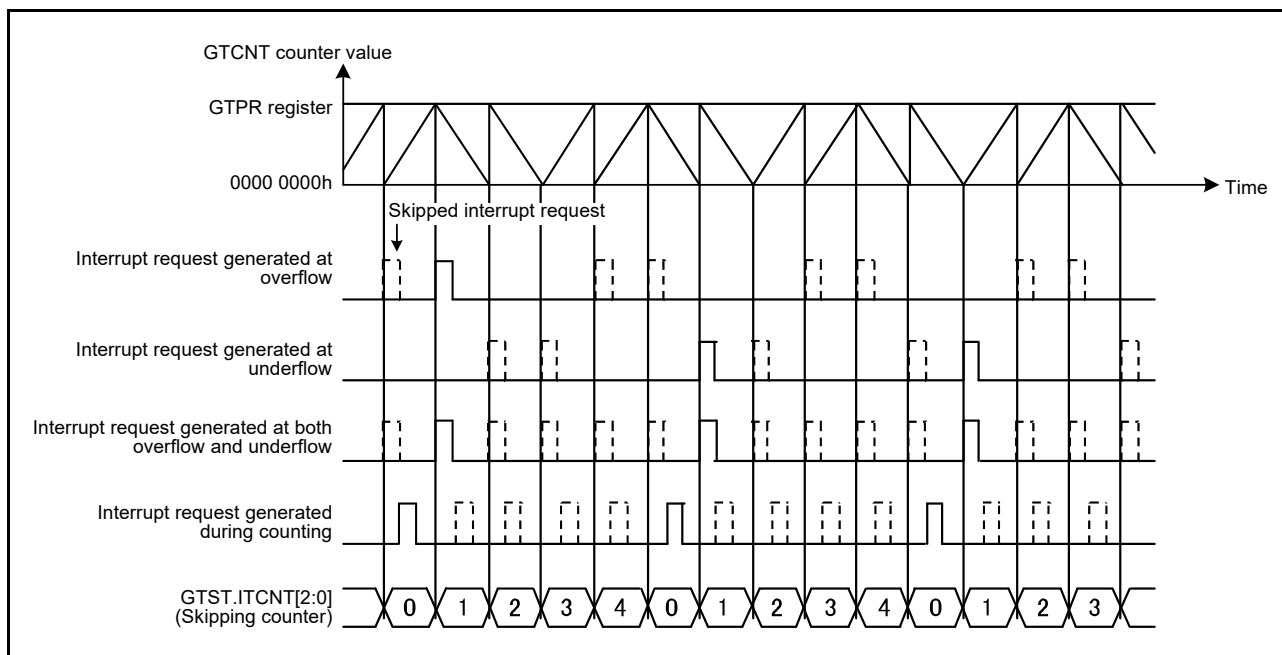 GTCNT counter value
GTPR register
0000 0000h
Time
Skipped interrupt request
Interrupt request generated at
overflow
Interrupt request generated at
underflow
Interrupt request generated at both
overflow and underflow
Interrupt request generated
during counting
GTST.ITCNT[2:0]
(Skipping counter)
0 1 2 3 4 0 1 2 3 4 0 1 2 3